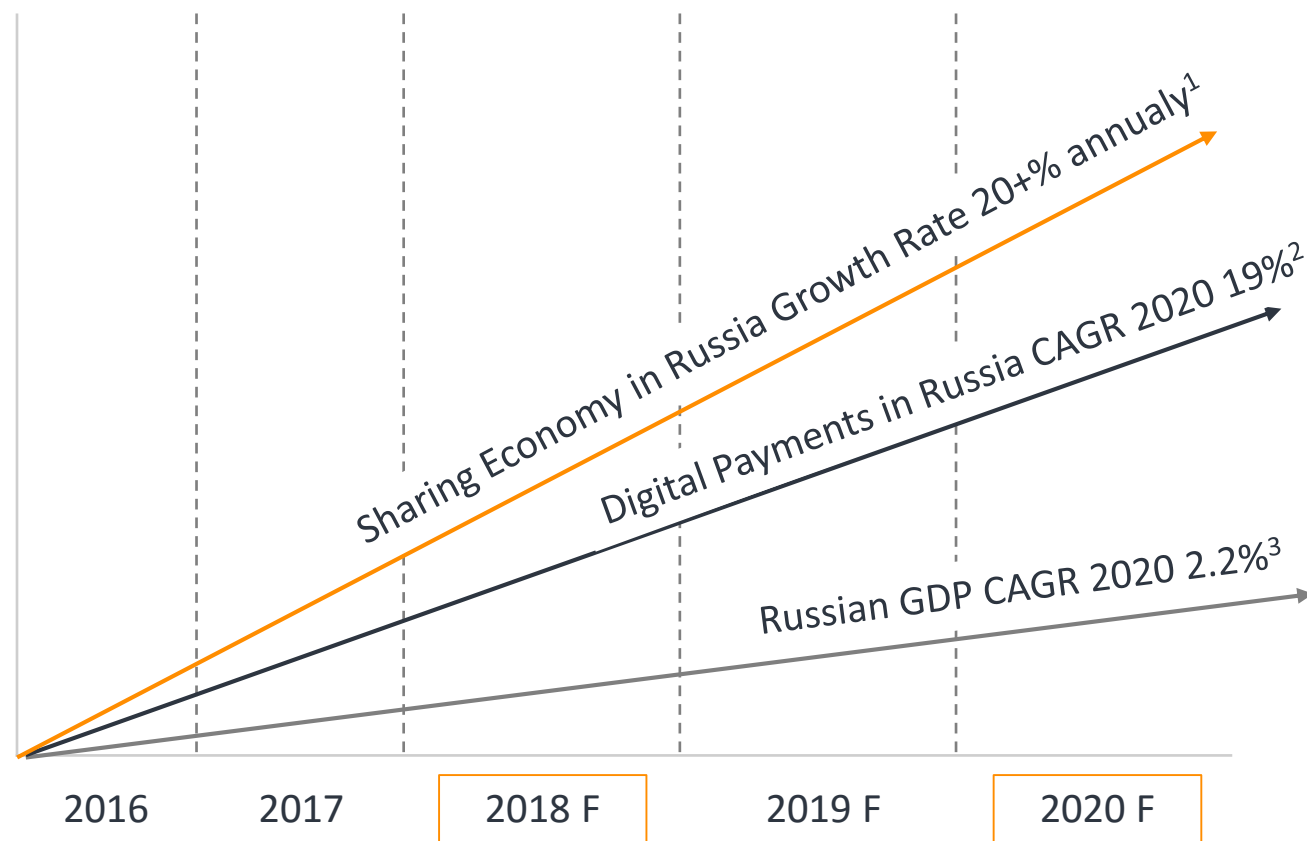 Sharing Economy in Russia Growth Rate 20+% annualy1
Digital Payments in Russia CAGR 2020 19%2
Russian GDP CAGR 2020 2.2%3
2016
2017
2018 F
2019 F
2020 F